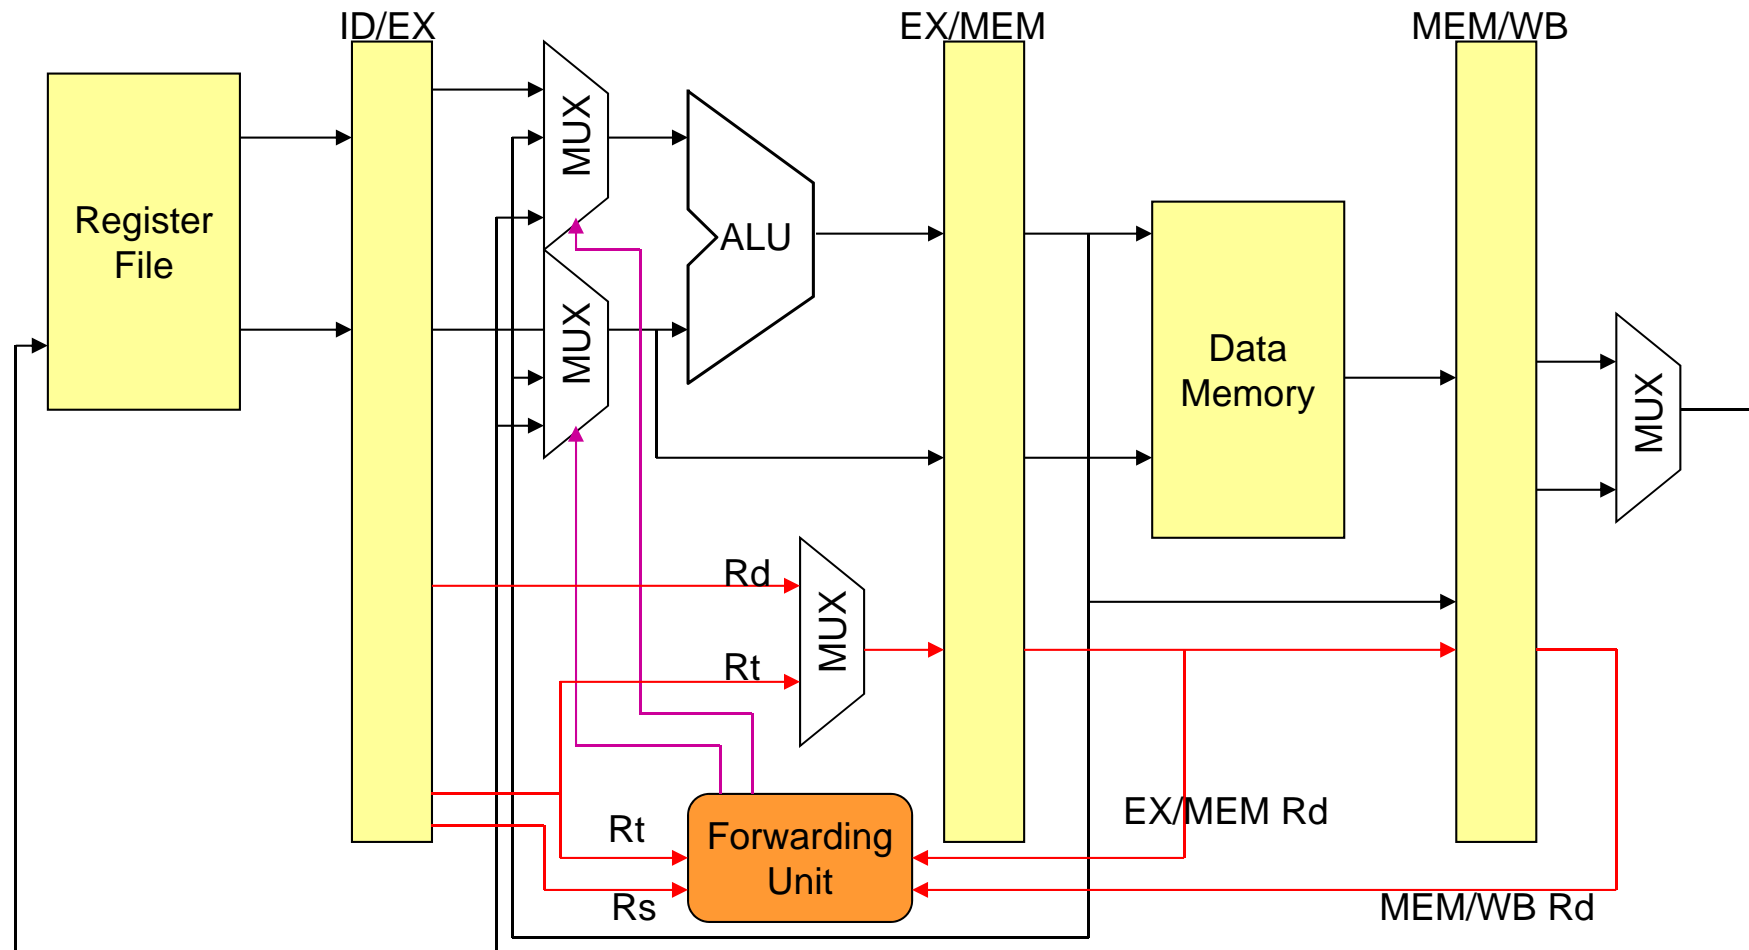 ID/EX
EX/MEM
MEM/WB
MUX
Register
File
ALU
MUX
Data
Memory
MUX
Rd
MUX
Rt
EX/MEM Rd
Rt
Forwarding
Unit
Rs
MEM/WB Rd